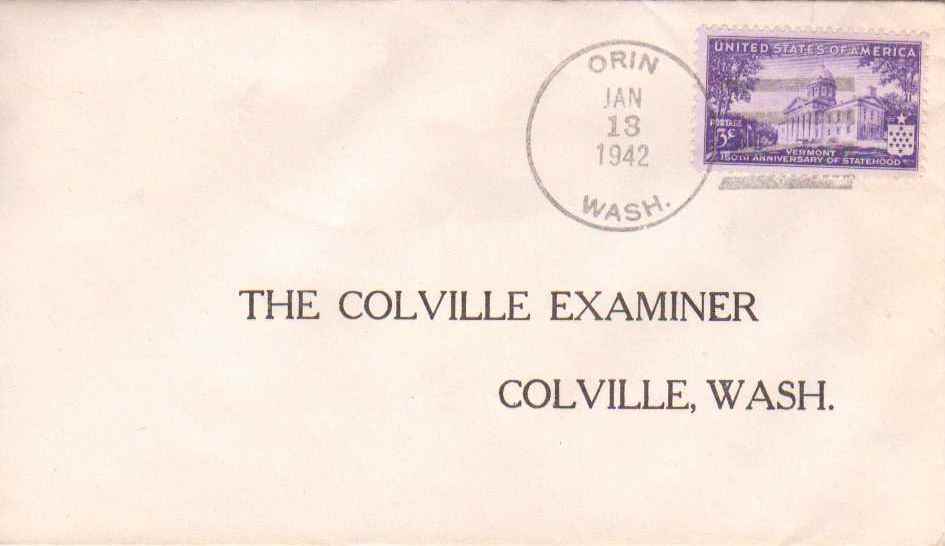 ORIN
JAN
13
1942
WASH.
UNITED STATES OF AMERICA
POSTAGE
3¢
VERMONT
150TH ANNIVERSARY OF STATEHOOD
THE COLVILLE EXAMINER
COLVILLE, WASH.